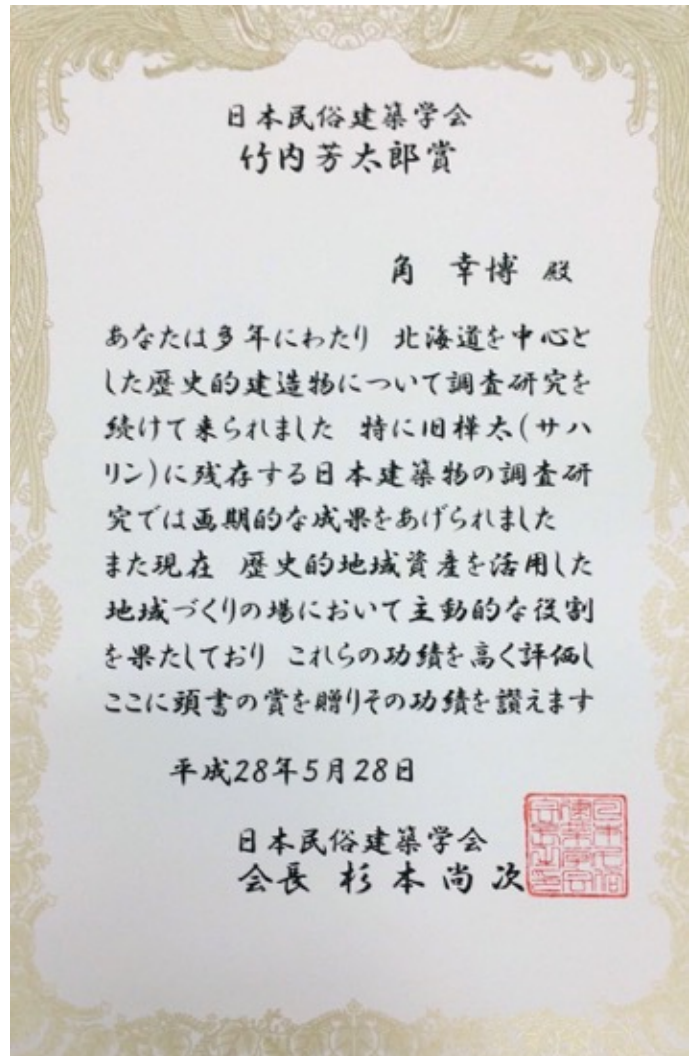 日本民俗建築学会
竹内芳太郎賞
角 幸博 殿
あなたは多年にわたり 北海道を中心と
した歴史的建造物について調査研究を
続けて来られました 特に旧樺太(サハ
リン)に残存する日本建築物の調査研
究では画期的な成果をあげられました
また現在 歴史的地域資産を活用した
地域づくりの場において主動的な役割
を果たしており これらの功績を高く評価し
ここに頭書の賞を贈りその功績を讃えます
平成28年5月28日
日本民俗建築学会
会長 杉本尚次